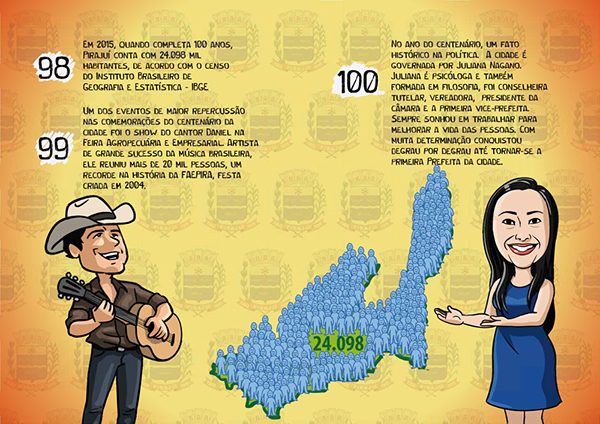 98
Em 2015, quando completa 100 anos,
Pirajuí conta com 24.098 mil
habitantes, de acordo com o censo
do Instituto Brasileiro de
Geografia e Estatística - IBGE
99
Um dos eventos de maior repercussão
nas comemorações do centenário da
cidade foi o show do cantor Daniel na
Feira Agropecuária e Empresarial. Artista
de grande sucesso da música brasileira,
ele reuniu mais de 20 mil pessoas, um
recorde na história da FAEPIRA, festa
criada em 2004.
100
No ano do centenário, um fato
histórico na política. A cidade é
governada por Juliana Nagano.
Juliana é psicóloga e também
formada em filosofia, foi conselheira
tutelar, vereadora, presidente da
câmara e a primeira vice-prefeita.
Sempre sonhou em trabalhar para
melhorar a vida das pessoas. Com
muita determinação conquistou
degrau por degrau até tornar-se a
primeira Prefeita da cidade.
24.098